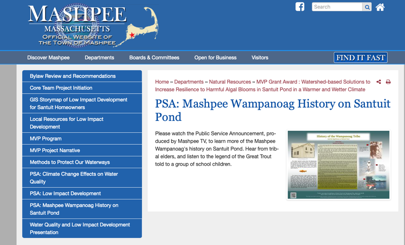 MASHPEE
MASSACHUSETTS
OFFICIAL WEBSITE OF
THE TOWN OF MASHPEE
Search
Discover Mashpee
Departments
Boards & Committees
Open for Business
Visitors
FIND IT FAST
Bylaw Review and Recommendations
Core Team Project Initiation
GIS Storymap of Low Impact Development
for Santuit Homeowners
Local Resources for Low Impact
Development
MVP Program
MVP Project Narrative
Methods to Protect Our Waterways
PSA: Climate Change Effects on Water
Quality
PSA: Low Impact Development
PSA: Mashpee Wampanoag History on
Santuit Pond
Water Quality and Low Impact Development
Presentation
Home » Departments » Natural Resources » MVP Grant Award : Watershed-based Solutions to
Increase Resilience to Harmful Algal Blooms in Santuit Pond in a Warmer and Wetter Climate
PSA: Mashpee Wampanoag History on Santuit
Pond
Please watch the Public Service Announcement, pro-
duced by Mashpee TV, to learn more of the Mashpee
Wampanoag's history on Santuit Pond. Hear from trib-
al elders, and listen to the legend of the Great Trout
told to a group of school children.